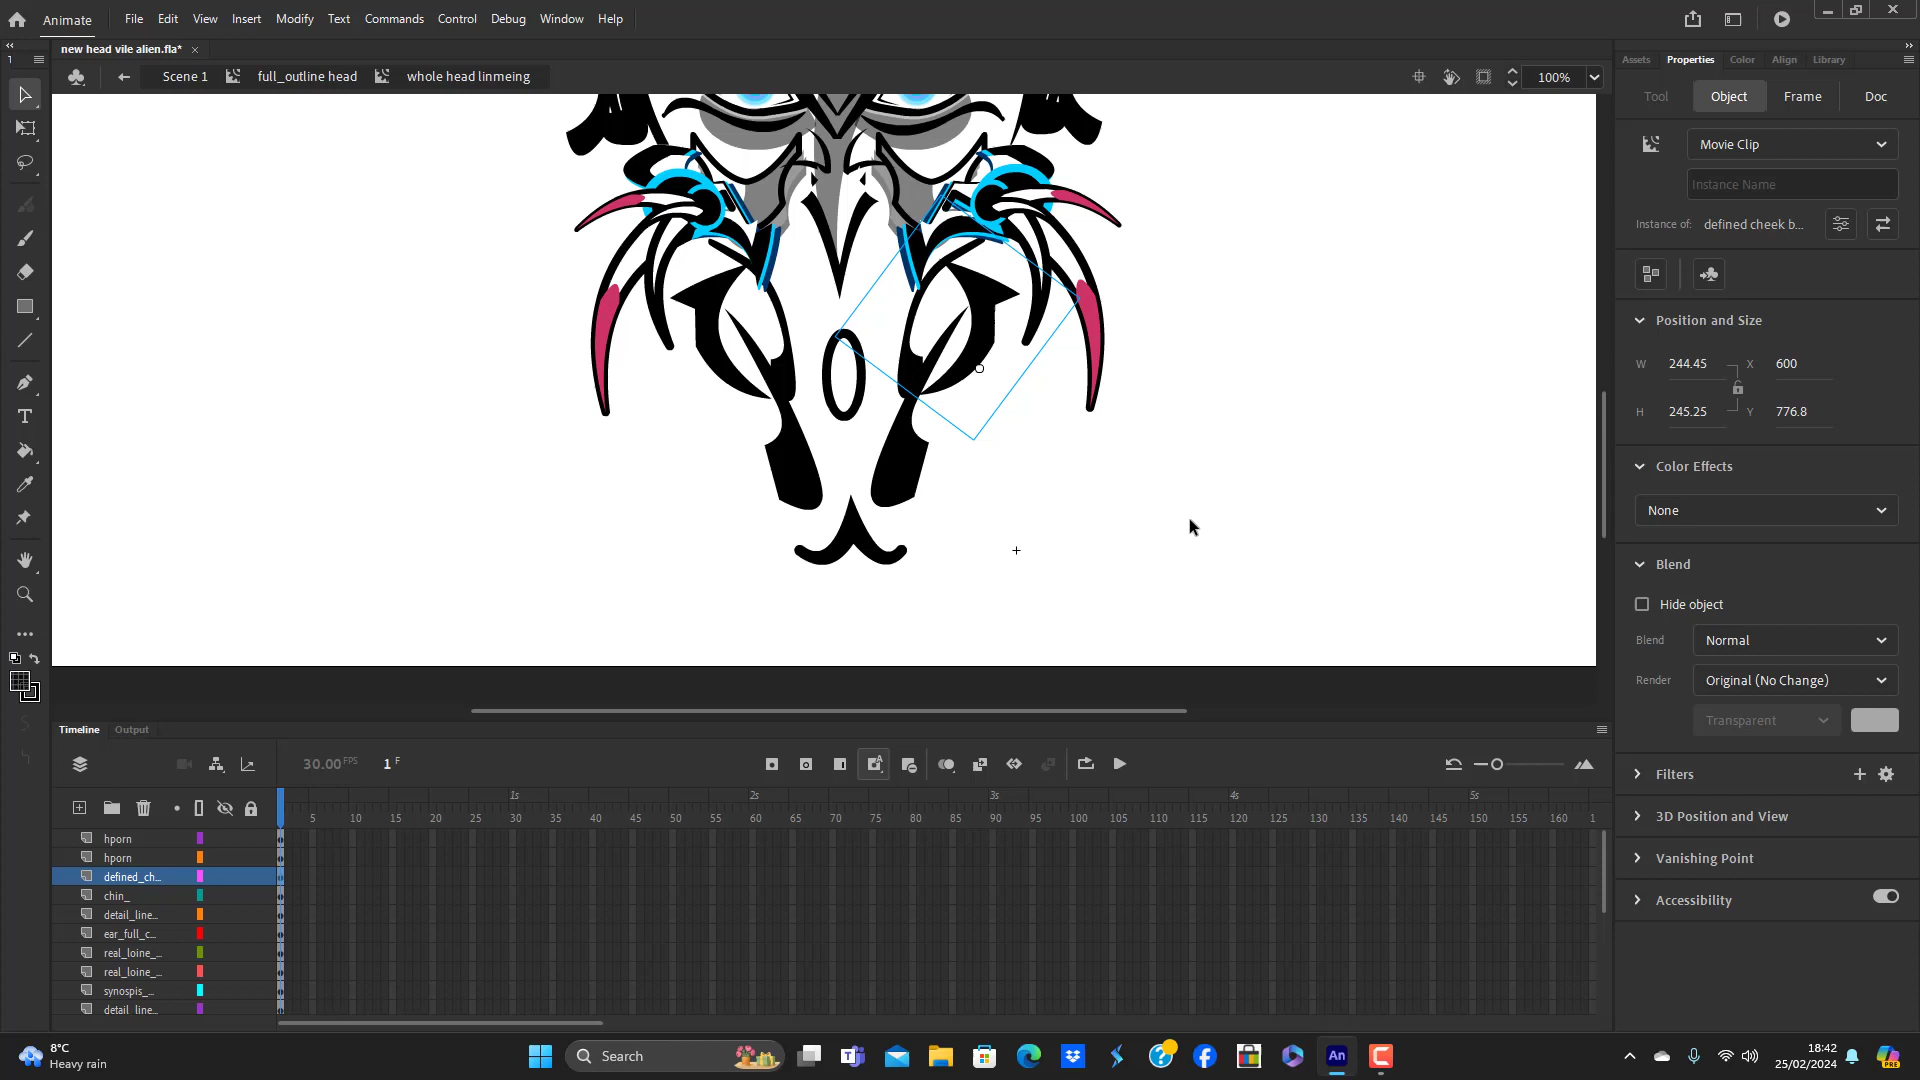 Animate
File Edit View Insert Modify Text Commands Control Debug Window Help
new head vile alien.fla*
Scene 1 full_outline head whole head linmeing
100%
1
Assets Properties Color Align Library
Tool Object Frame Doc
Movie Clip
Instance Name
Instance of: defined cheek b...
Position and Size
W 244.45 X 600
H 245.25 Y 776.8
Color Effects
None
Blend
Hide object
Blend Normal
Render Original (No Change)
Transparent
Filters
3D Position and View
Vanishing Point
Accessibility
Timeline Output
30.00 FPS 1 F
1s 2s 3s 4s 5s
5 10 15 20 25 30 35 40 45 50 55 60 65 70 75 80 85 90 95 100 105 110 115 120 125 130 135 140 145 150 155 160 1
hporn
hporn
defined_ch...
chin_
detail_line...
ear_full_c...
real_loine_...
real_loine_...
synospis_...
detail_line...
8°C
Heavy rain
Search
An
18:42
25/02/2024
PRE